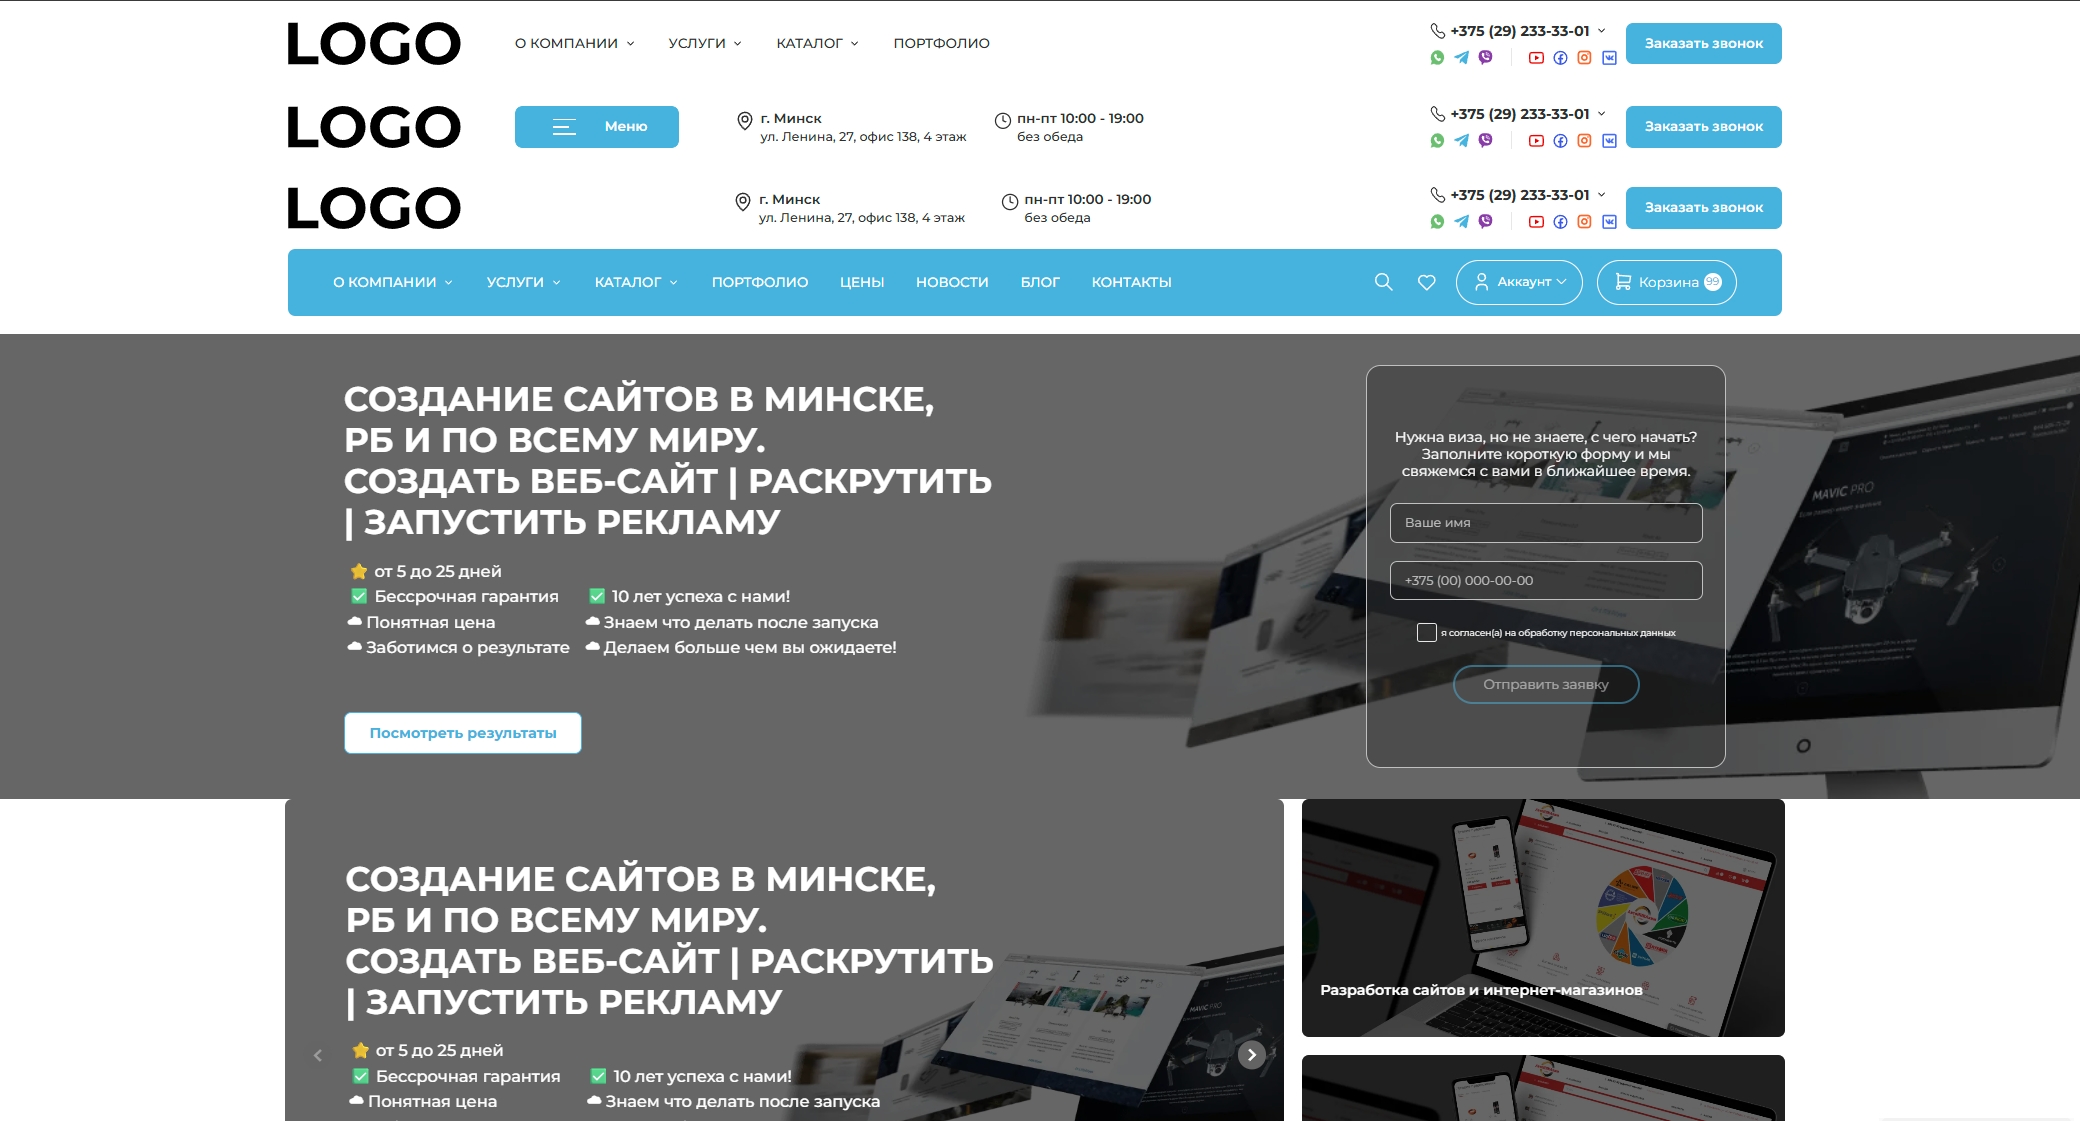 LOGO
О КОМПАНИИ УСЛУГИ КАТАЛОГ ПОРТФОЛИО
+375 (29) 233-33-01
Заказать звонок
LOGO
Меню
г. Минск
ул. Ленина, 27, офис 138, 4 этаж
пн-пт 10:00 - 19:00
без обеда
+375 (29) 233-33-01
Заказать звонок
LOGO
г. Минск
ул. Ленина, 27, офис 138, 4 этаж
пн-пт 10:00 - 19:00
без обеда
+375 (29) 233-33-01
Заказать звонок
О КОМПАНИИ УСЛУГИ КАТАЛОГ ПОРТФОЛИО ЦЕНЫ НОВОСТИ БЛОГ КОНТАКТЫ
Аккаунт
Корзина 99
СОЗДАНИЕ САЙТОВ В МИНСКЕ,
РБ И ПО ВСЕМУ МИРУ.
СОЗДАТЬ ВЕБ-САЙТ | РАСКРУТИТЬ
| ЗАПУСТИТЬ РЕКЛАМУ
⭐ от 5 до 25 дней
✅ Бессрочная гарантия ✅ 10 лет успеха с нами!
Понятная цена Знаем что делать после запуска
Заботимся о результате Делаем больше чем вы ожидаете!
Посмотреть результаты
Нужна виза, но не знаете, с чего начать?
Заполните короткую форму и мы
свяжемся с вами в ближайшее время.
Ваше имя
+375 (00) 000-00-00
я согласен(а) на обработку персональных данных
Отправить заявку
MAVIC PRO
СОЗДАНИЕ САЙТОВ В МИНСКЕ,
РБ И ПО ВСЕМУ МИРУ.
СОЗДАТЬ ВЕБ-САЙТ | РАСКРУТИТЬ
| ЗАПУСТИТЬ РЕКЛАМУ
⭐ от 5 до 25 дней
✅ Бессрочная гарантия ✅ 10 лет успеха с нами!
Понятная цена Знаем что делать после запуска
MAVIC PRO
Разработка сайтов и интернет-магазинов